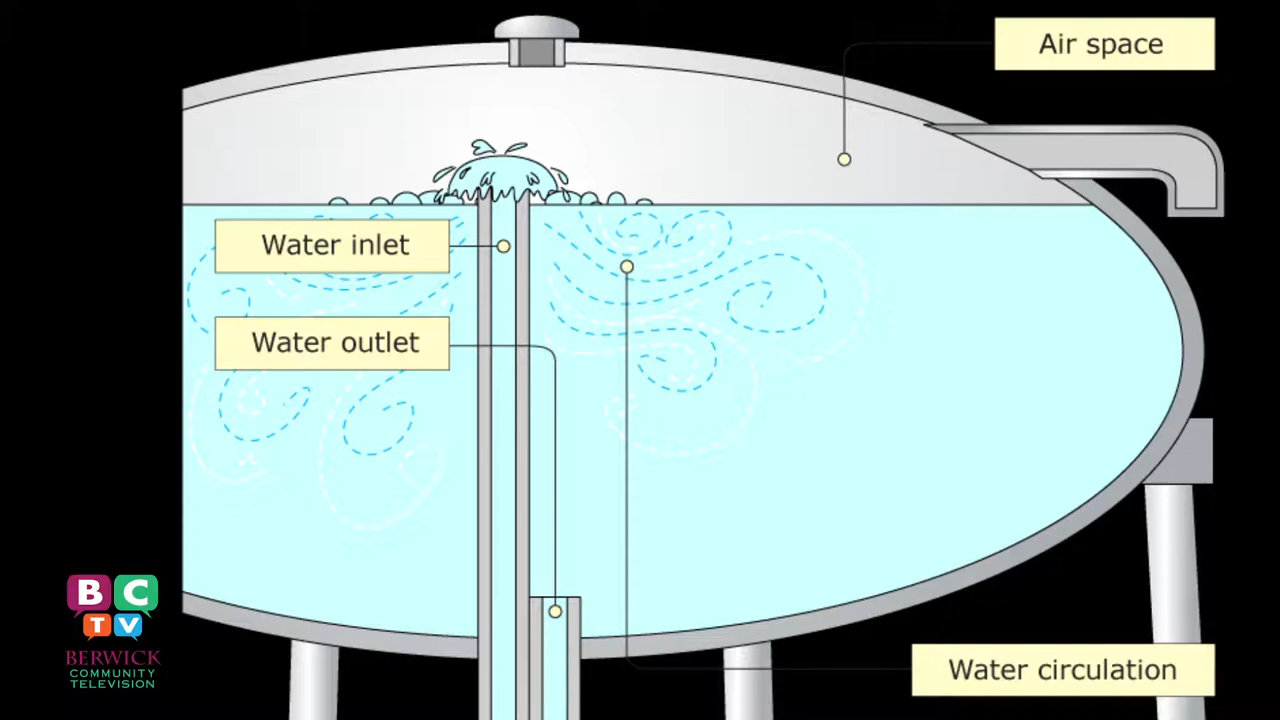 Air space
Water inlet
Water outlet
Water circulation
B C
T V
BERWICK
COMMUNITY
TELEVISION